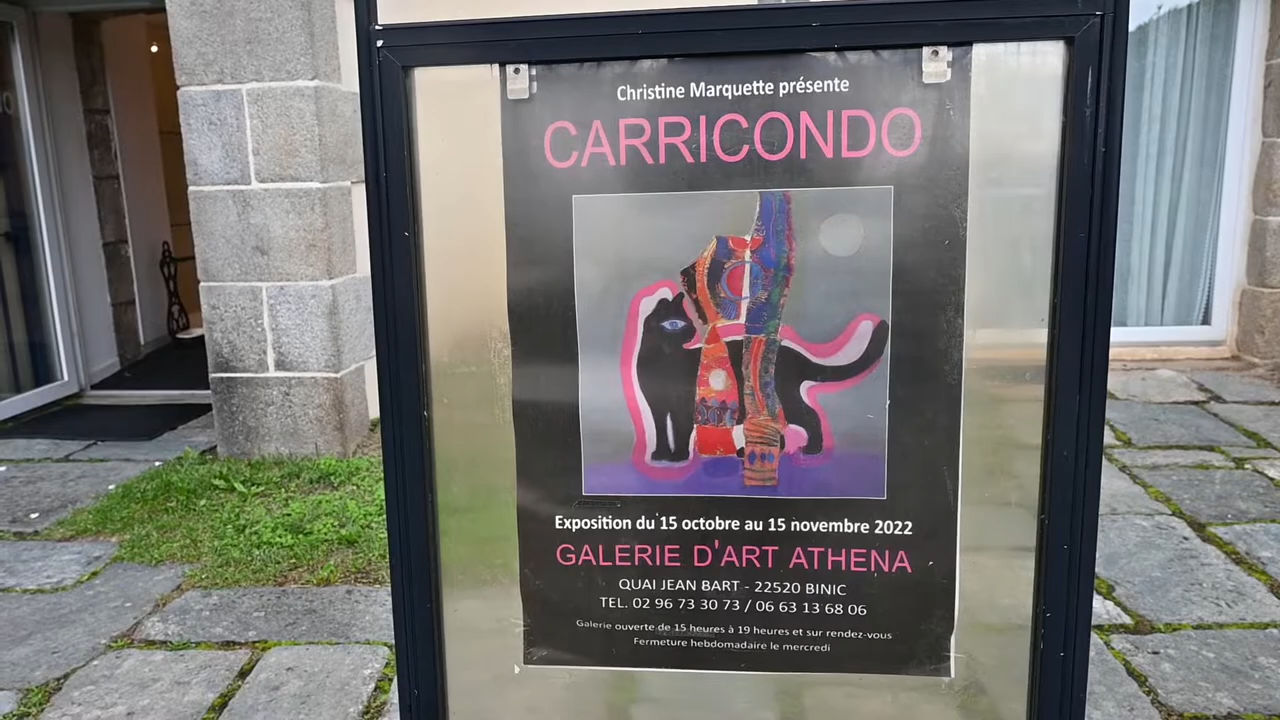 Christine Marquette présente
CARRICONDO
Exposition du 15 octobre au 15 novembre 2022
GALERIE D'ART ATHENA
QUAI JEAN BART - 22520 BINIC
TEL. 02 96 73 30 73 / 06 63 13 68 06
Galerie ouverte de 15 heures à 19 heures et sur rendez-vous
Fermeture hebdomadaire le mercredi